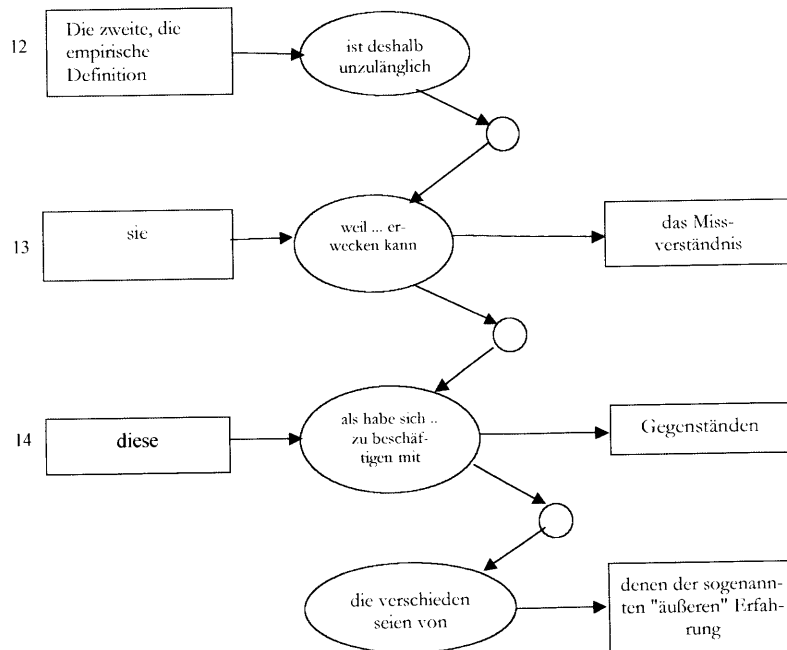 12
Die zweite, die
empirische
Definition
ist deshalb
unzulänglich
13
sie
weil ... er-
wecken kann
das Miss-
verständnis
14
diese
als habe sich ..
zu beschäf-
tigen mit
Gegenständen
die verschieden
seien von
denen der sogenann-
ten "äußeren" Erfah-
rung